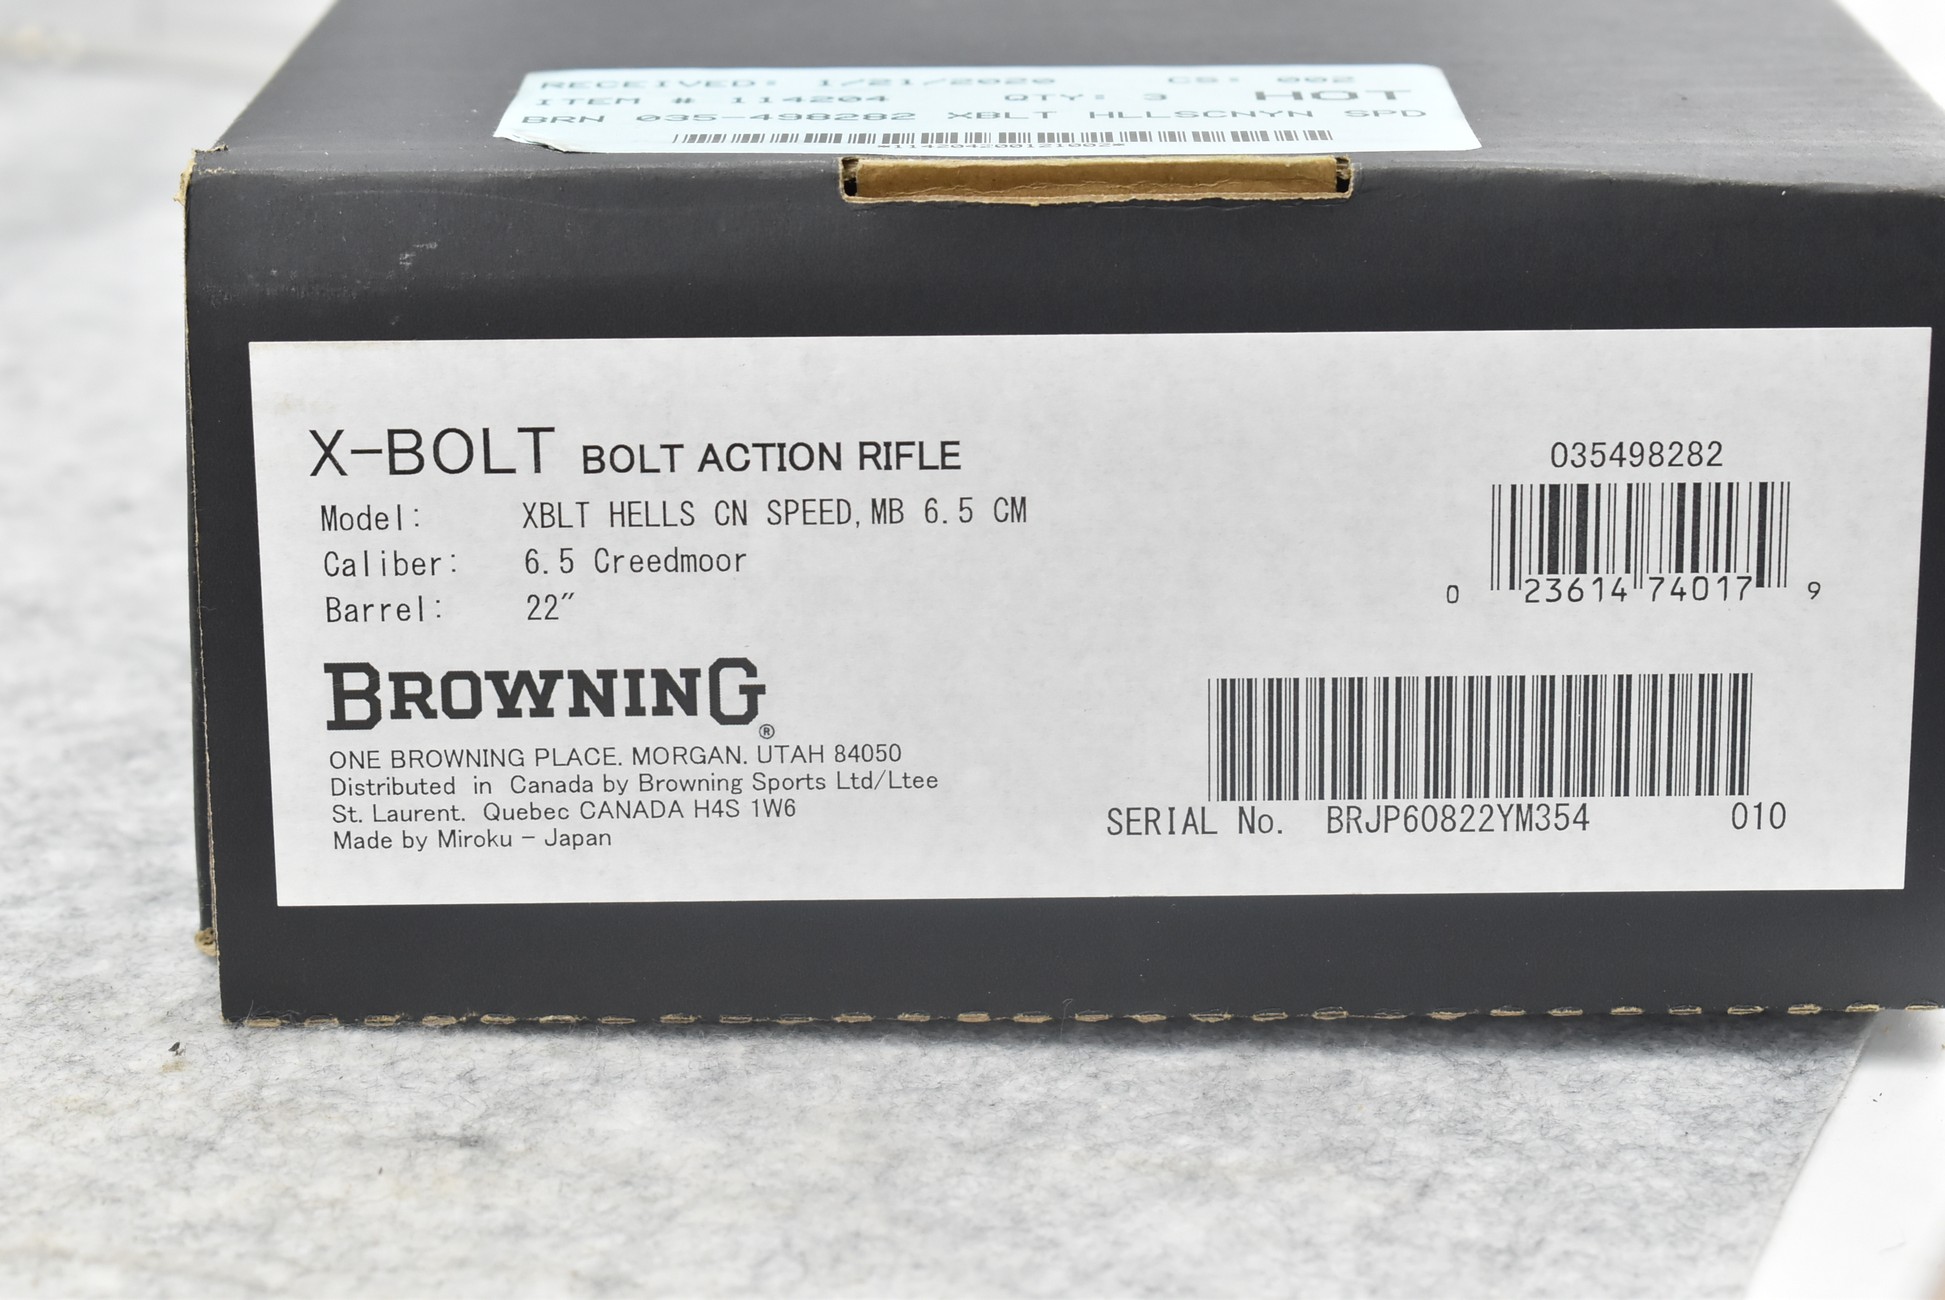 RECEIVED: 1/21/2020 CS: 002
ITEM # 114204 QTY: 3 HOT
BRN 035-498282 XBLT HLLSCNYN SPD
*114204200121002*
X-BOLT BOLT ACTION RIFLE
Model: XBLT HELLS CN SPEED,MB 6.5 CM
Caliber: 6.5 Creedmoor
Barrel: 22″
035498282
0 23614 74017 9
BROWNING®
ONE BROWNING PLACE. MORGAN. UTAH 84050
Distributed in Canada by Browning Sports Ltd/Ltee
St. Laurent. Quebec CANADA H4S 1W6
Made by Miroku - Japan
SERIAL No. BRJP60822YM354 010